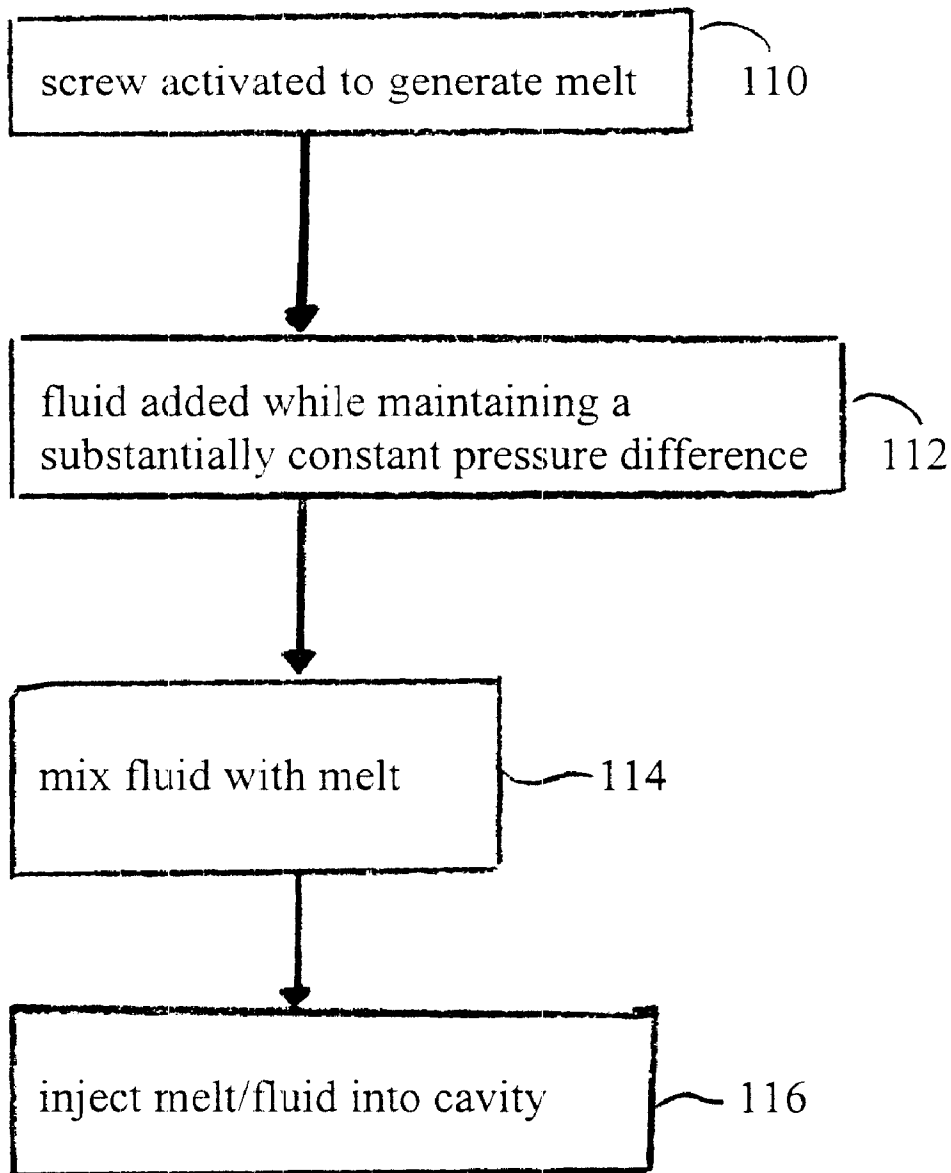 screw activated to generate melt
110
fluid added while maintaining a
substantially constant pressure difference
112
mix fluid with melt
114
inject melt/fluid into cavity
116